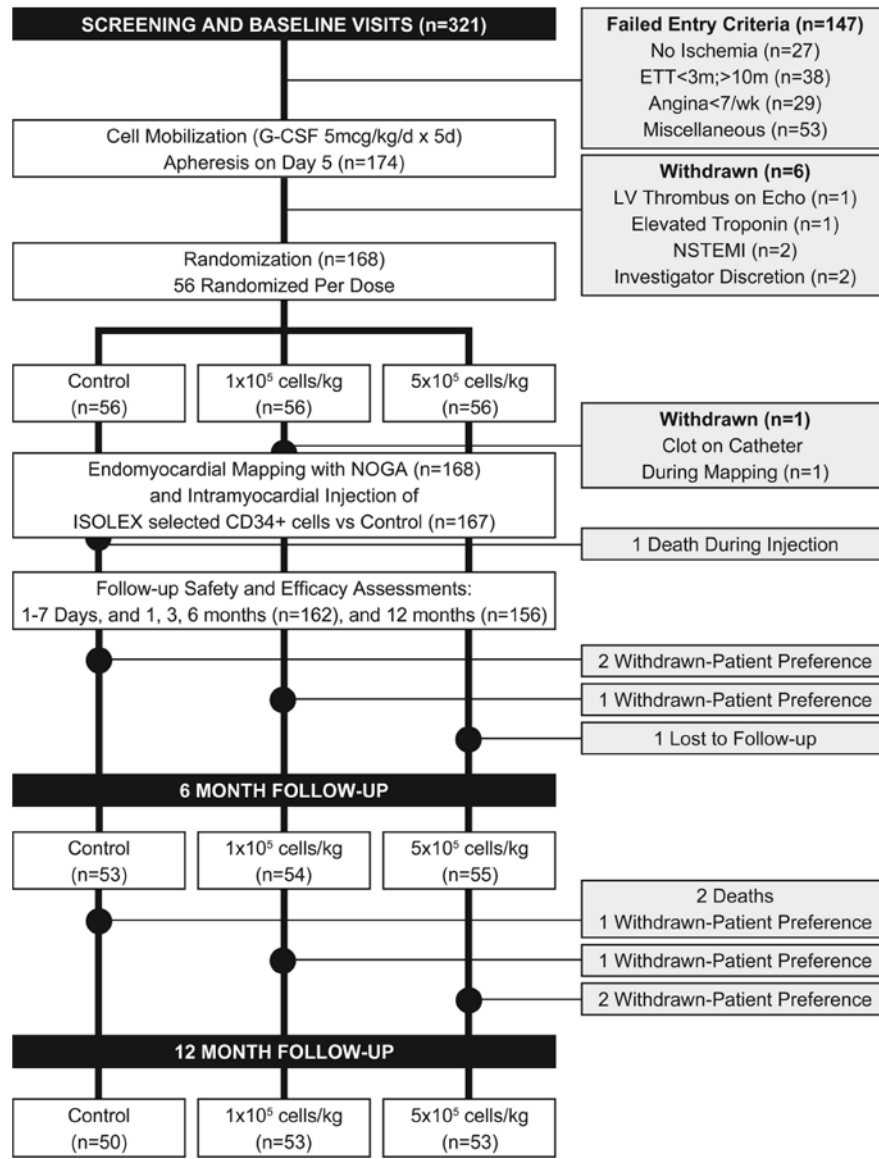 SCREENING AND BASELINE VISITS (n=321)
Failed Entry Criteria (n=147)
No Ischemia (n=27)
ETT<3m;>10m (n=38)
Angina<7/wk (n=29)
Miscellaneous (n=53)
Cell Mobilization (G-CSF 5mcg/kg/d x 5d)
Apheresis on Day 5 (n=174)
Withdrawn (n=6)
LV Thrombus on Echo (n=1)
Elevated Troponin (n=1)
NSTEMI (n=2)
Investigator Discretion (n=2)
Randomization (n=168)
56 Randomized Per Dose
Control
(n=56)
1x10⁵ cells/kg
(n=56)
5x10⁵ cells/kg
(n=56)
Withdrawn (n=1)
Clot on Catheter
During Mapping (n=1)
Endomyocardial Mapping with NOGA (n=168)
and Intramyocardial Injection of
ISOLEX selected CD34+ cells vs Control (n=167)
1 Death During Injection
Follow-up Safety and Efficacy Assessments:
1-7 Days, and 1, 3, 6 months (n=162), and 12 months (n=156)
2 Withdrawn-Patient Preference
1 Withdrawn-Patient Preference
1 Lost to Follow-up
6 MONTH FOLLOW-UP
Control
(n=53)
1x10⁵ cells/kg
(n=54)
5x10⁵ cells/kg
(n=55)
2 Deaths
1 Withdrawn-Patient Preference
1 Withdrawn-Patient Preference
2 Withdrawn-Patient Preference
12 MONTH FOLLOW-UP
Control
(n=50)
1x10⁵ cells/kg
(n=53)
5x10⁵ cells/kg
(n=53)